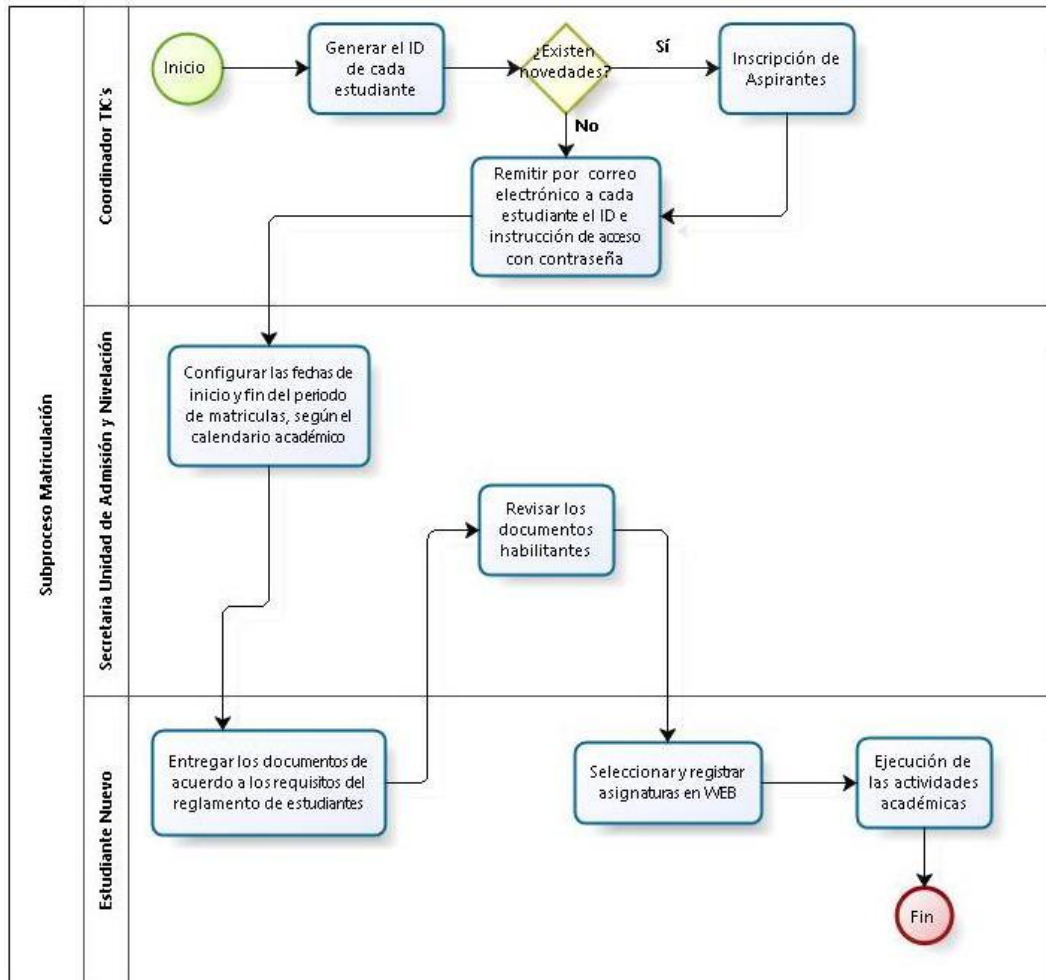 Subproceso Matriculación
Coordinador TIC's
Inicio
Generar el ID
de cada
estudiante
¿Existen
novedades?
Sí
Inscripción de
Aspirantes
No
Remitir por correo
electrónico a cada
estudiante el ID e
instrucción de acceso
con contraseña
Secretaria Unidad de Admisión y Nivelación
Configurar las fechas de
inicio y fin del periodo
de matriculas, según el
calendario académico
Revisar los
documentos
habilitantes
Estudiante Nuevo
Entregar los documentos de
acuerdo a los requisitos del
reglamento de estudiantes
Seleccionar y registrar
asignaturas en WEB
Ejecución de
las actividades
académicas
Fin